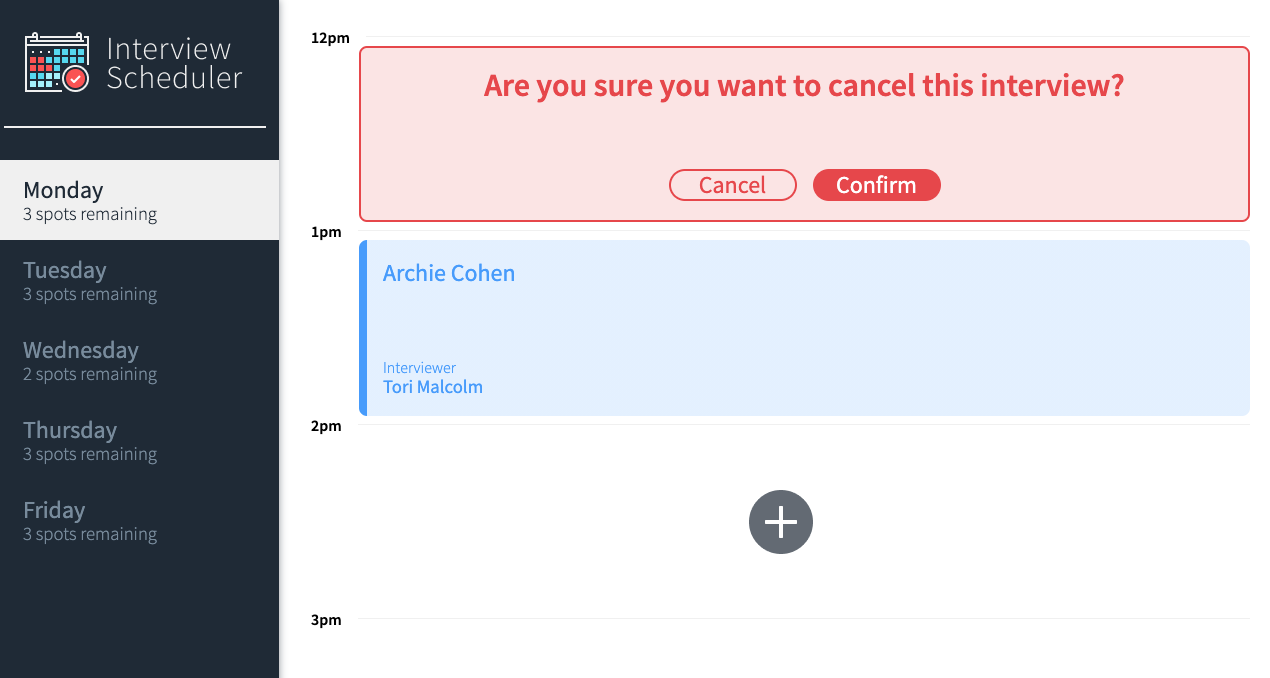 Interview
Scheduler
Monday
3 spots remaining
Tuesday
3 spots remaining
Wednesday
2 spots remaining
Thursday
3 spots remaining
Friday
3 spots remaining
12pm
Are you sure you want to cancel this interview?
Cancel
Confirm
1pm
Archie Cohen
Interviewer
Tori Malcolm
2pm
3pm